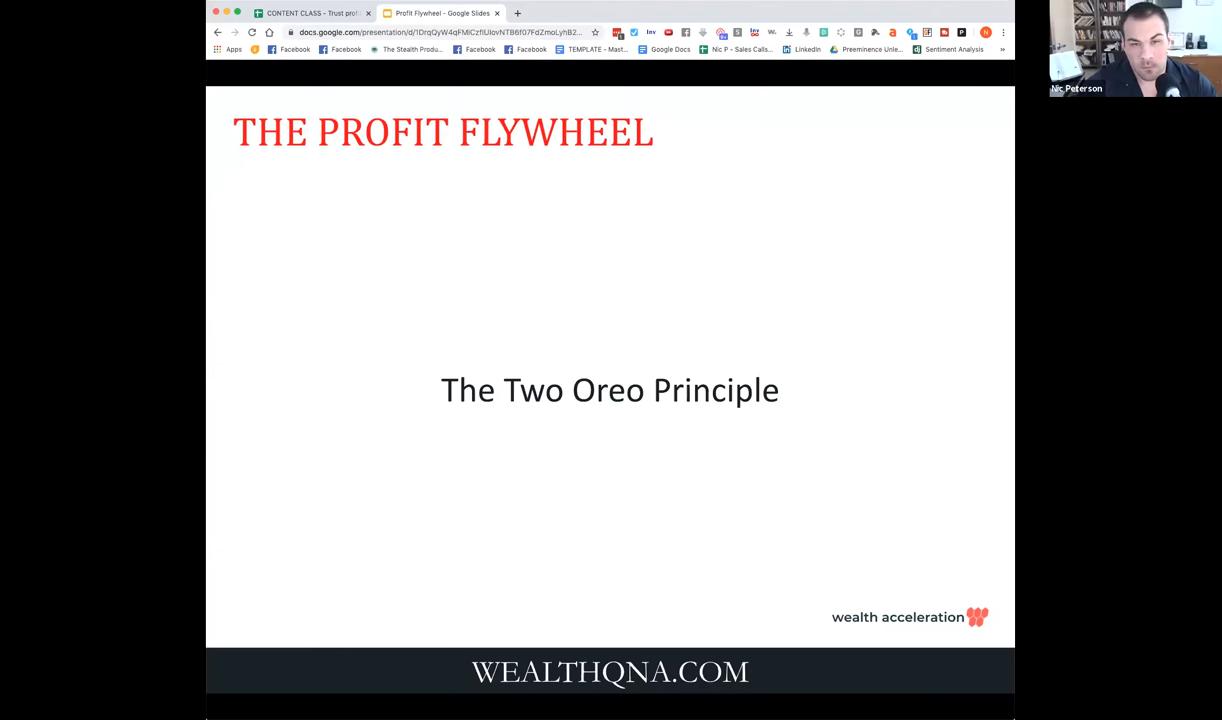 CONTENT CLASS - Trust prof
Profit Flywheel - Google Slides
docs.google.com/presentation/d/
Apps
Facebook
Facebook
The Stealth Produ...
Facebook
Facebook
TEMPLATE - Mast...
Google Docs
Nic P - Sales Calls...
LinkedIn
Preeminence Unle...
Sentiment Analysis
Nic Peterson
THE PROFIT FLYWHEEL
The Two Oreo Principle
wealth acceleration
WEALTHQNA.COM